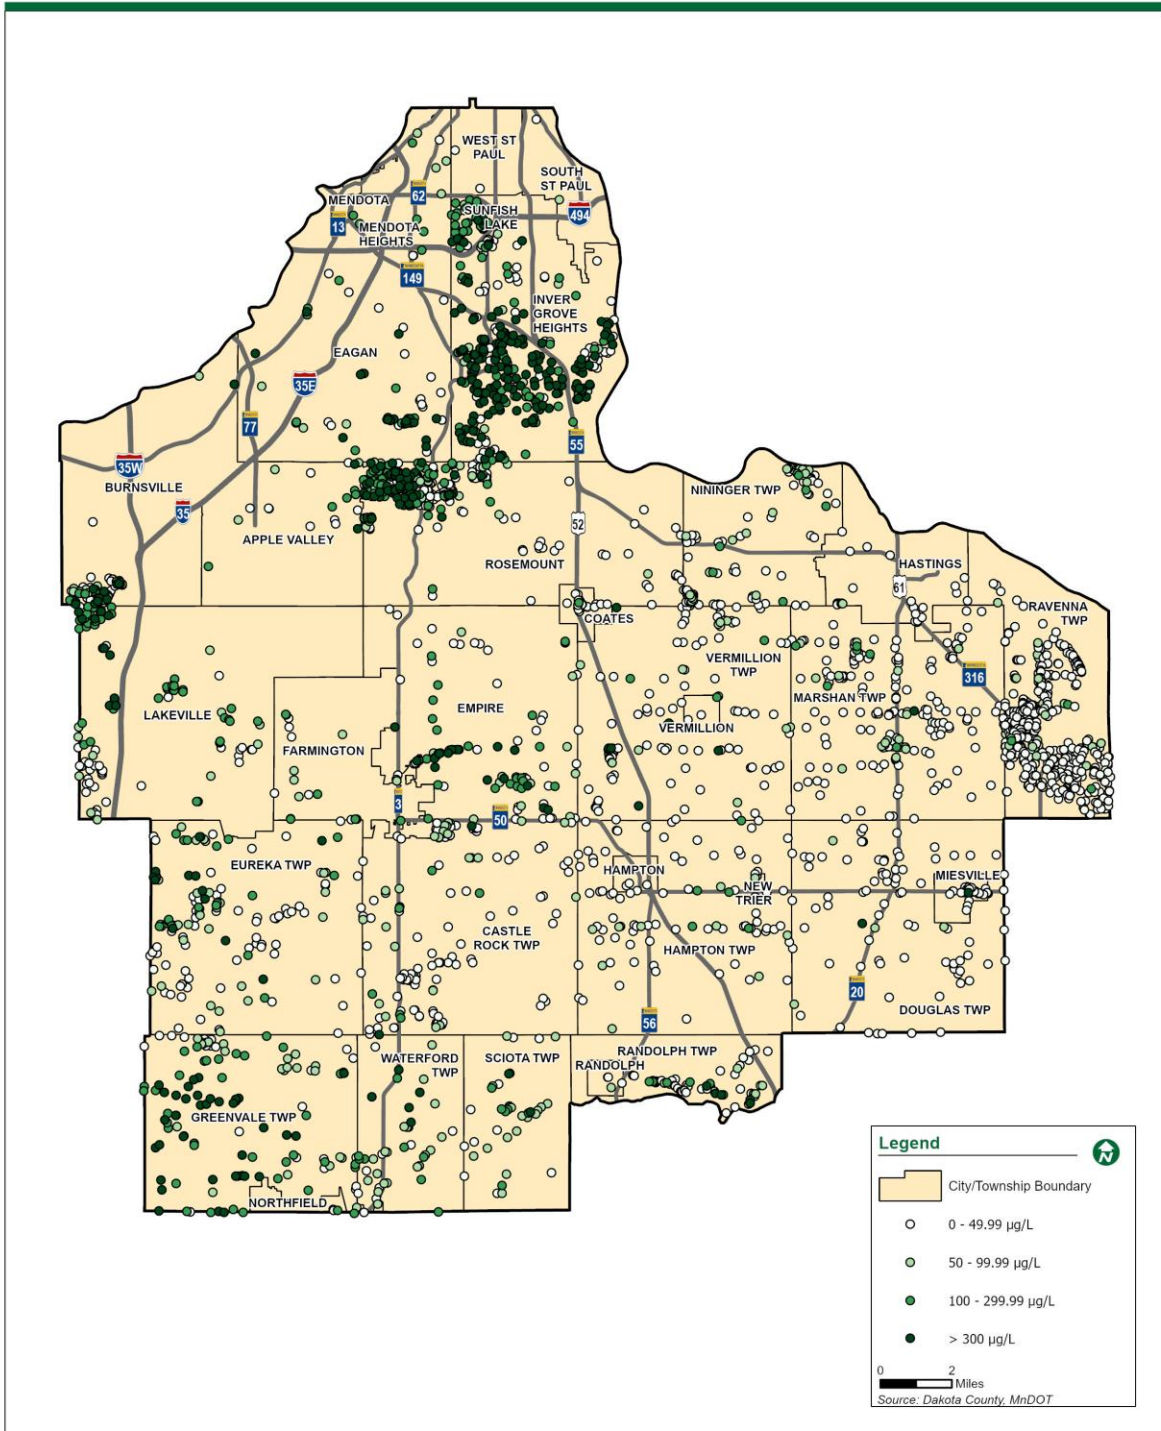 WEST ST
PAUL
SOUTH
ST PAUL
MENDOTA
62
SUNFISH
LAKE
494
13
MENDOTA
HEIGHTS
149
INVER
GROVE
HEIGHTS
EAGAN
35E
77
55
35W
BURNSVILLE
NININGER TWP
35
52
APPLE VALLEY
ROSEMOUNT
HASTINGS
61
RAVENNA
TWP
COATES
VERMILLION
TWP
316
MARSHAN TWP
LAKEVILLE
EMPIRE
VERMILLION
FARMINGTON
3
50
EUREKA TWP
HAMPTON
MIESVILLE
NEW
TRIER
CASTLE
ROCK TWP
HAMPTON TWP
20
DOUGLAS TWP
56
WATERFORD
TWP
SCIOTA TWP
RANDOLPH TWP
RANDOLPH
GREENVALE TWP
NORTHFIELD
Legend
N
City/Township Boundary
0 - 49.99 µg/L
50 - 99.99 µg/L
100 - 299.99 µg/L
> 300 µg/L
0 2
Miles
Source: Dakota County, MnDOT